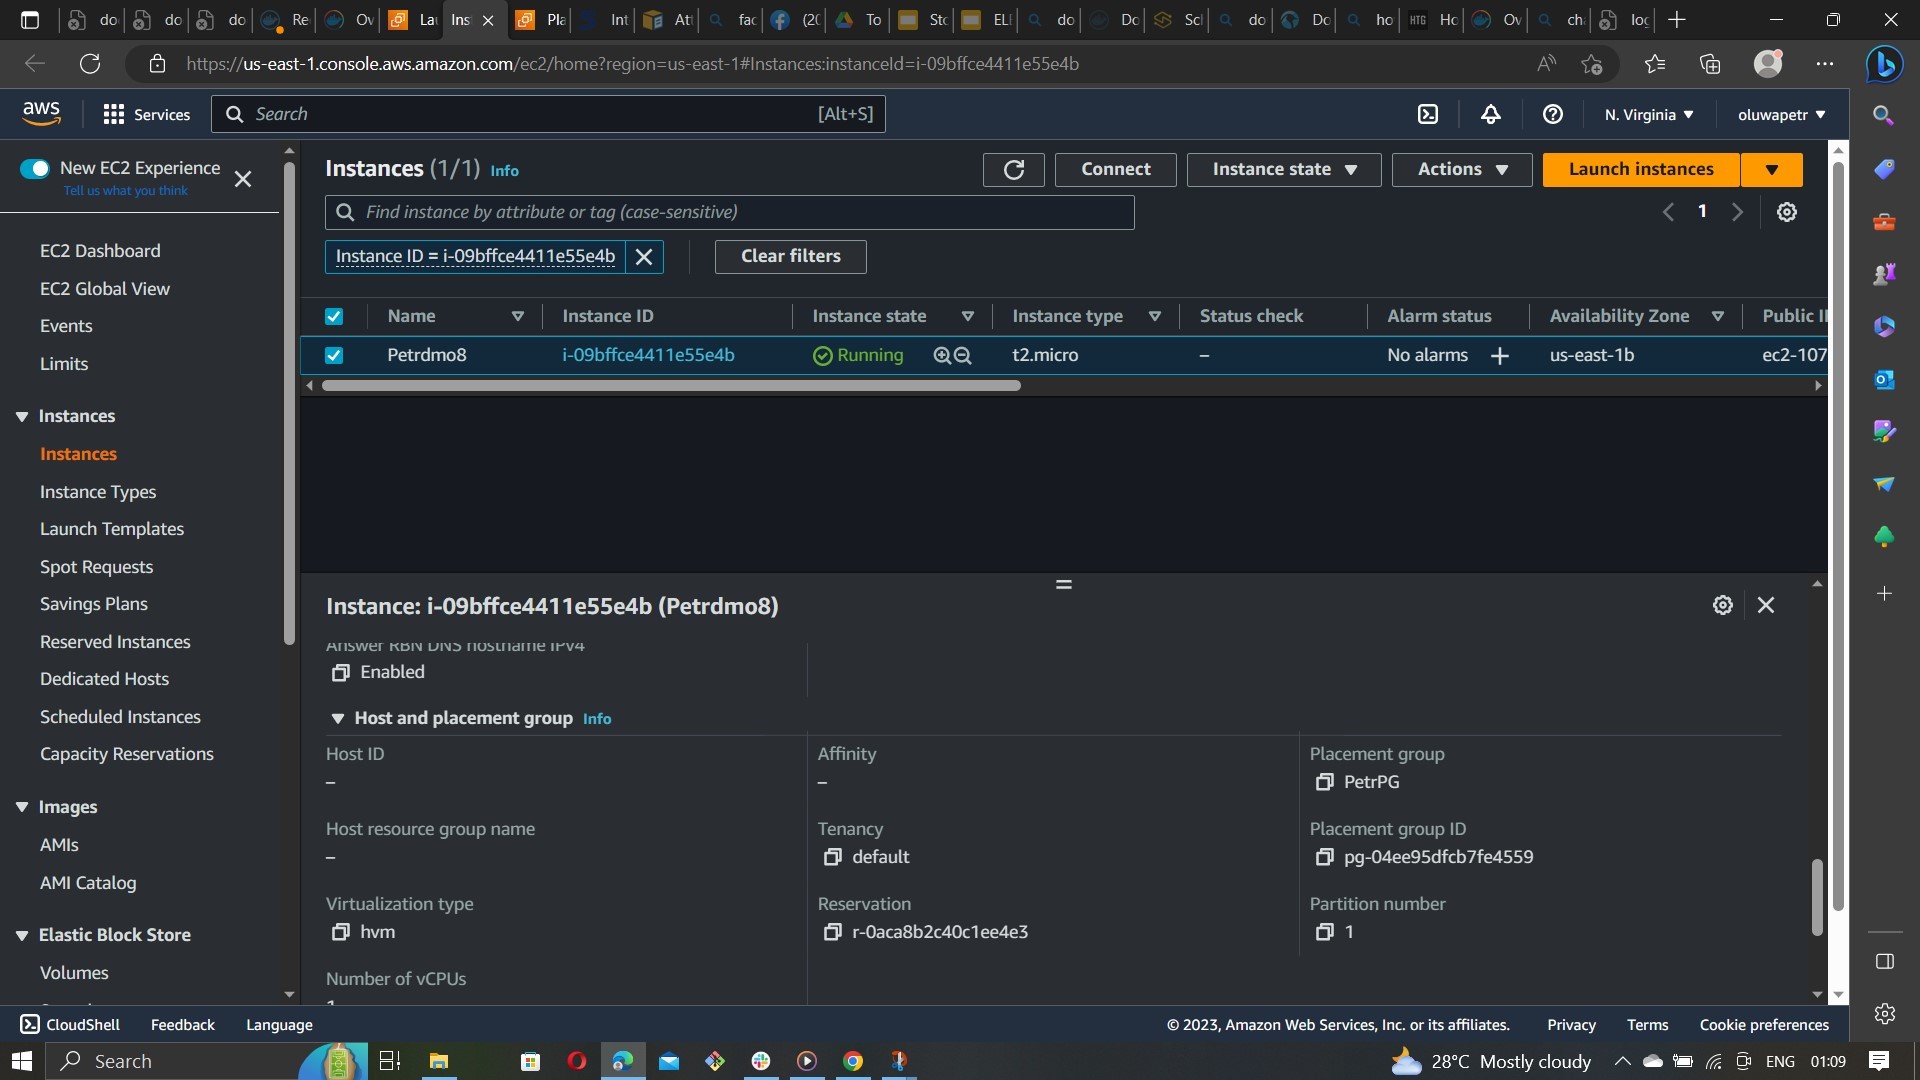 do
do
do
Re
Ov
Lau
Ins
Pla
Int
Att
fac
(20
To
Sto
ELI
do
Do
Scl
do
Do
ho
HTG
Ho
Ov
ch
log
https://us-east-1.console.aws.amazon.com/ec2/home?region=us-east-1#Instances:instanceId=i-09bffce4411e55e4b
aws
Services
Search
[Alt+S]
N. Virginia
oluwapetr
New EC2 Experience
Tell us what you think
EC2 Dashboard
EC2 Global View
Events
Limits
Instances
Instances
Instance Types
Launch Templates
Spot Requests
Savings Plans
Reserved Instances
Dedicated Hosts
Scheduled Instances
Capacity Reservations
Images
AMIs
AMI Catalog
Elastic Block Store
Volumes
Instances (1/1) Info
Connect
Instance state
Actions
Launch instances
Find instance by attribute or tag (case-sensitive)
1
Instance ID = i-09bffce4411e55e4b
Clear filters
Name Instance ID Instance state Instance type Status check Alarm status Availability Zone Public I
Petrdmo8 i-09bffce4411e55e4b Running t2.micro – No alarms + us-east-1b ec2-107
Instance: i-09bffce4411e55e4b (Petrdmo8)
Answer RBN DNS hostname IPv4
Enabled
Host and placement group Info
Host ID
–
Affinity
–
Placement group
PetrPG
Host resource group name
–
Tenancy
default
Placement group ID
pg-04ee95dfcb7fe4559
Virtualization type
hvm
Reservation
r-0aca8b2c40c1ee4e3
Partition number
1
Number of vCPUs
CloudShell
Feedback
Language
© 2023, Amazon Web Services, Inc. or its affiliates.
Privacy
Terms
Cookie preferences
Search
28°C Mostly cloudy
ENG
01:09